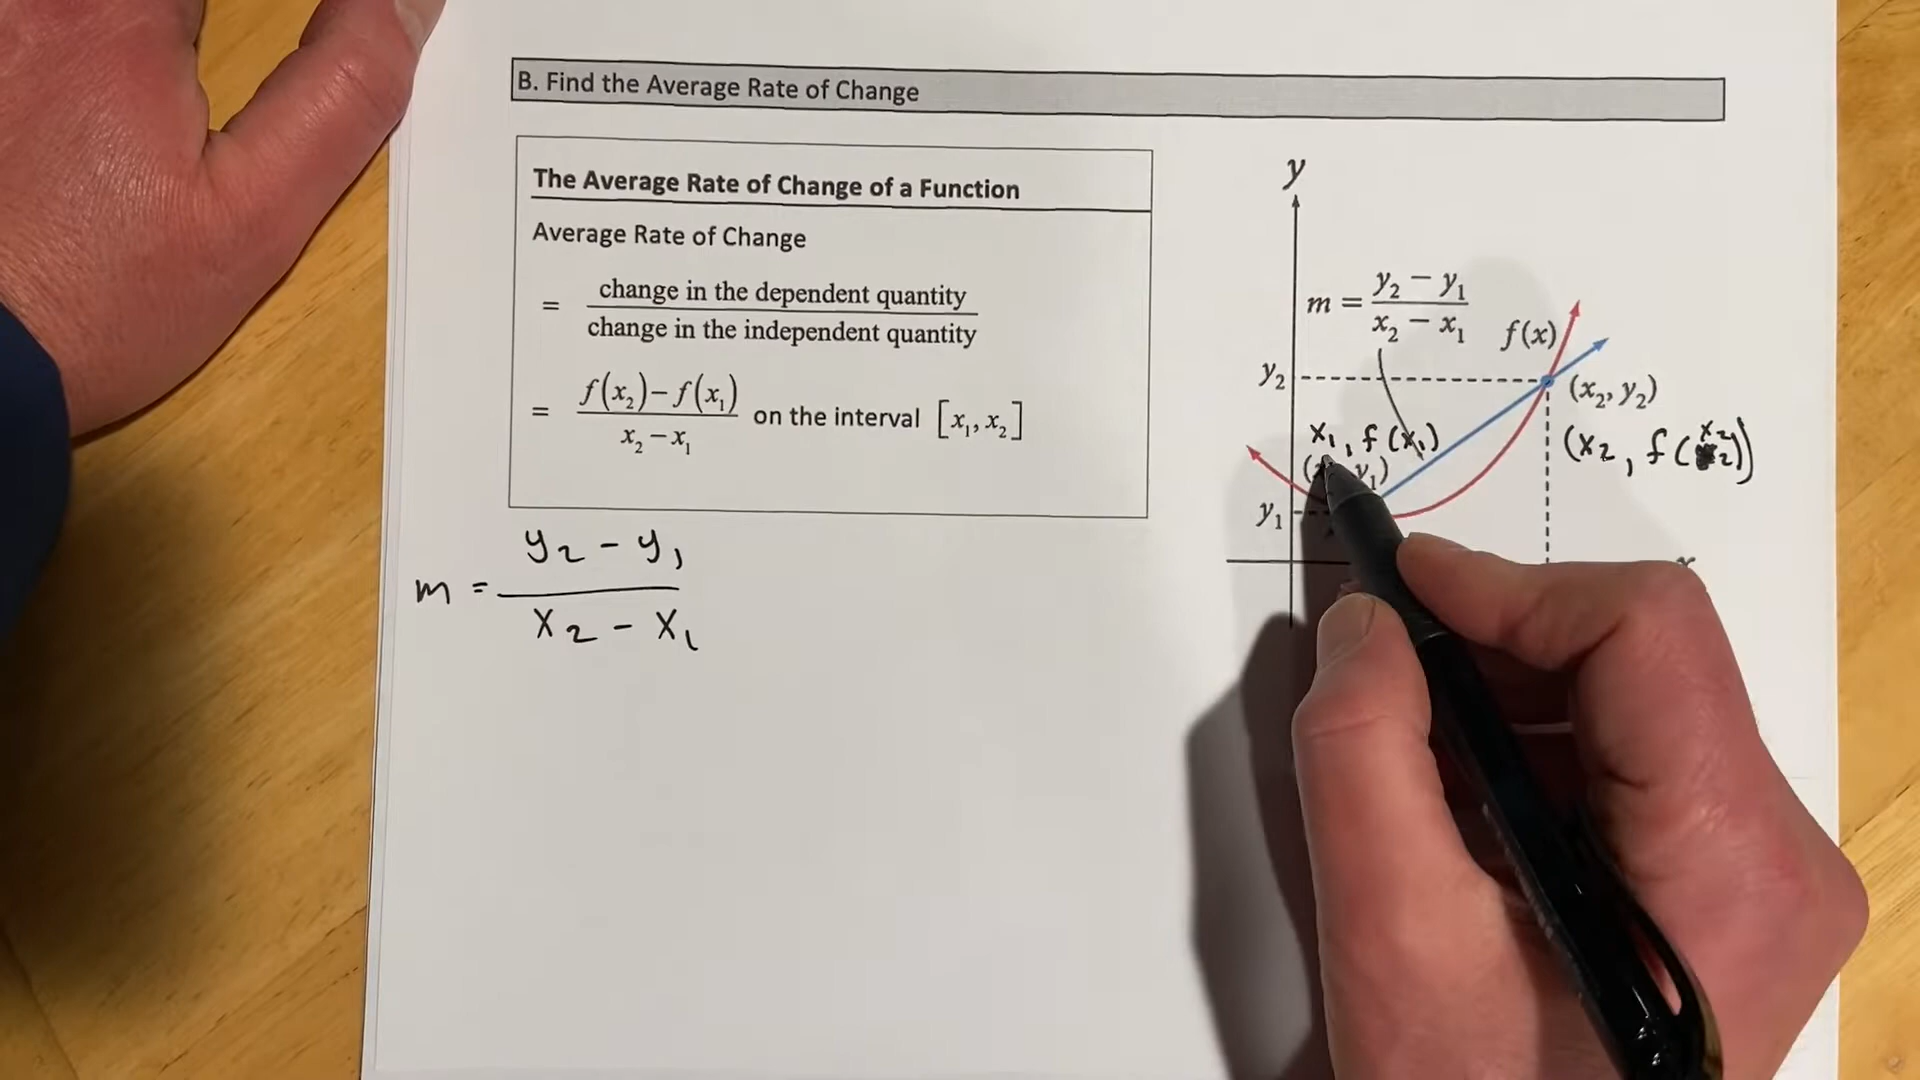 B. Find the Average Rate of Change
The Average Rate of Change of a Function
Average Rate of Change
= change in the dependent quantity
change in the independent quantity
= f(x₂)−f(x₁)
x₂−x₁
on the interval [x₁, x₂]
m = y₂ − y₁
x₂ − x₁
y
m = y₂ − y₁
x₂ − x₁
f(x)
y₂
(x₂, y₂)
x₁, f(x₁)
(x₂, f(x₂))
y₁)
y₁